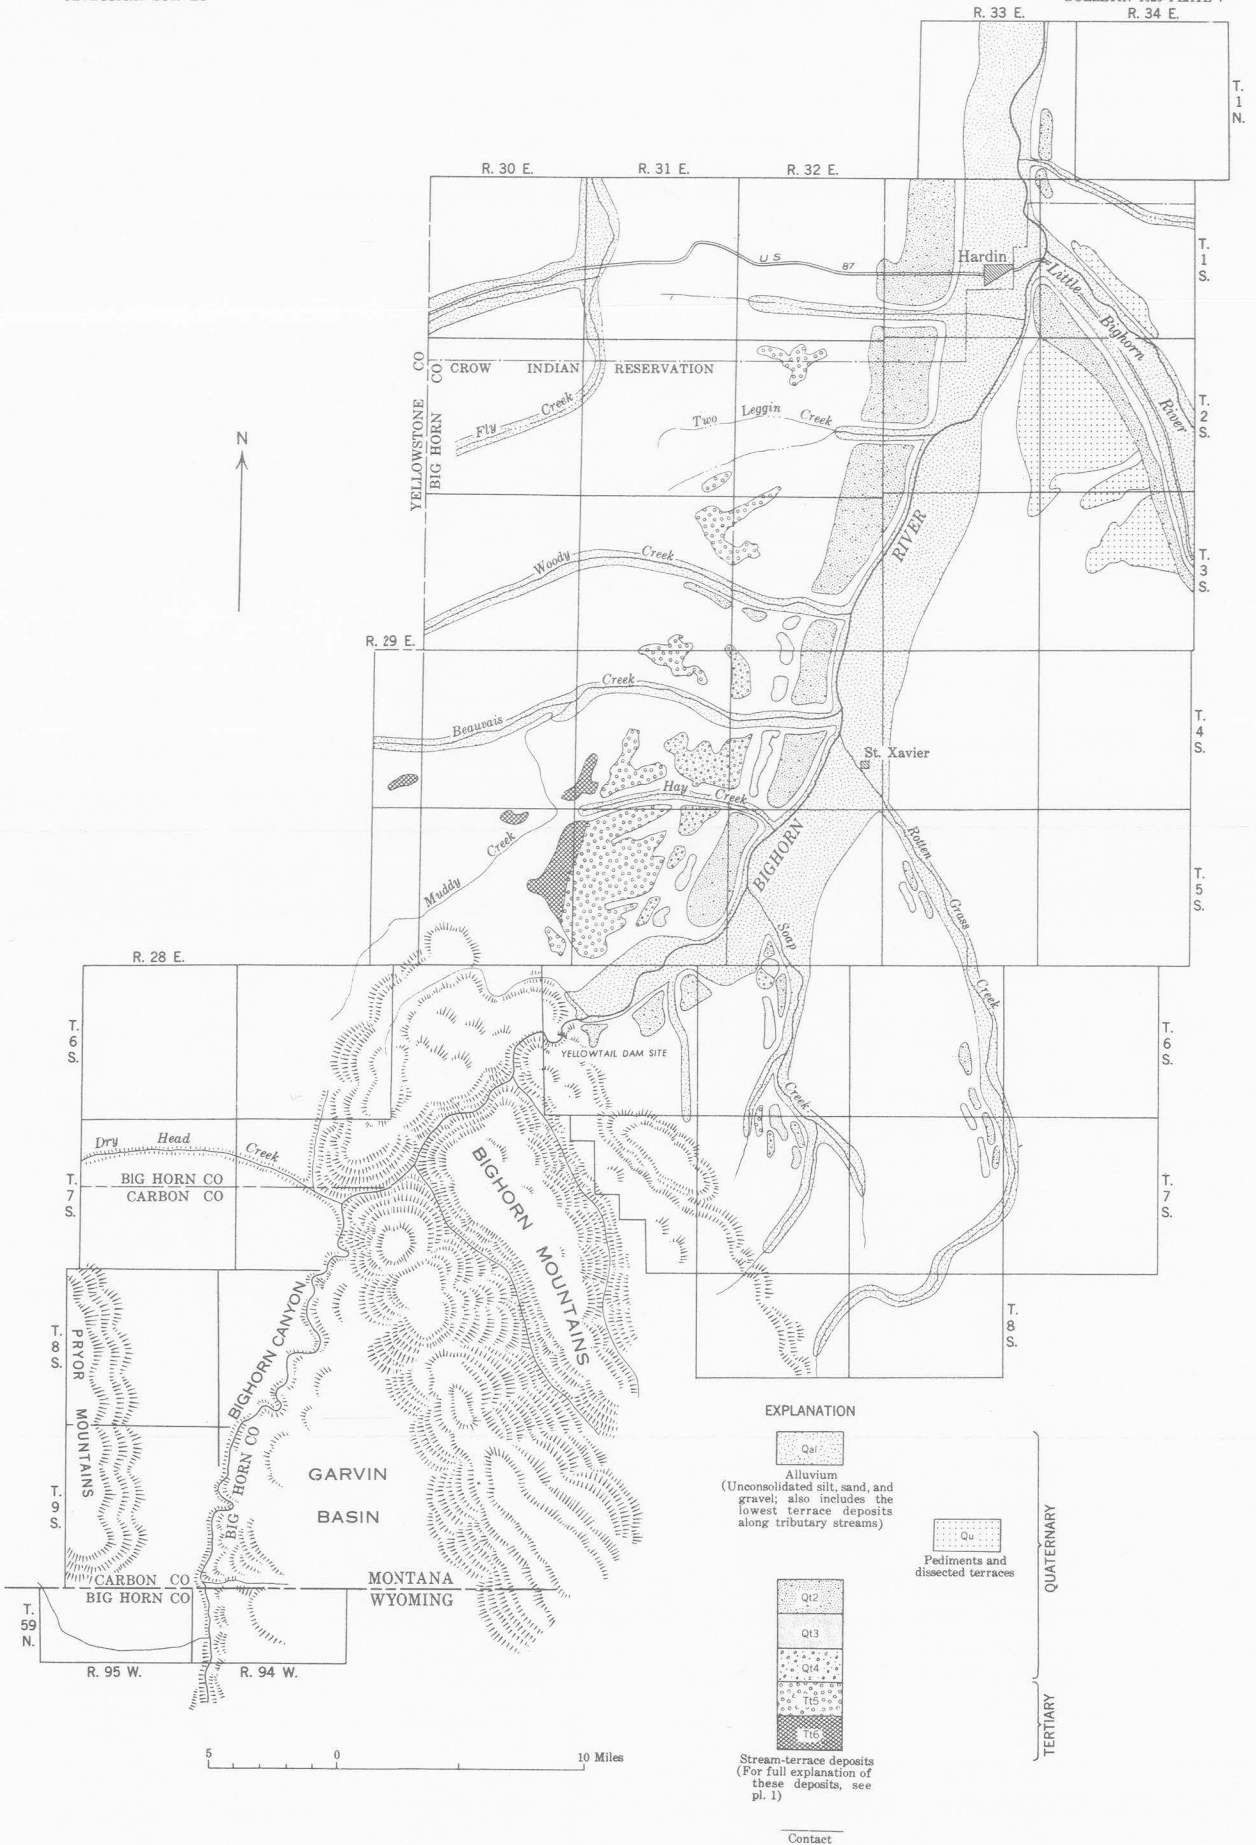 R. 33 E.
R. 34 E.
T.
1
N.
R. 30 E.
R. 31 E.
R. 32 E.
U S
87
Hardin
Little
Bighorn
River
T.
1
S.
YELLOWSTONE CO
BIG HORN CO
CROW INDIAN RESERVATION
Fly Creek
Two Leggin Creek
T.
2
S.
N
RIVER
Woody Creek
T.
3
S.
R. 29 E.
Beauvais Creek
T.
4
S.
St. Xavier
Hay Creek
Muddy Creek
BIGHORN
Rotten Grass Creek
T.
5
S.
Soap
R. 28 E.
T.
6
S.
YELLOWTAIL DAM SITE
T.
6
S.
Creek
Dry Head Creek
BIG HORN CO
CARBON CO
T.
7
S.
BIGHORN MOUNTAINS
T.
7
S.
BIGHORN CANYON
T.
8
S.
PRYOR MOUNTAINS
T.
8
S.
BIG HORN CO
GARVIN
BASIN
T.
9
S.
CARBON CO
BIG HORN CO
MONTANA
WYOMING
T.
59
N.
R. 95 W.
R. 94 W.
5
0
10 Miles
EXPLANATION
Qal
Alluvium
(Unconsolidated silt, sand, and
gravel; also includes the
lowest terrace deposits
along tributary streams)
Qu
Pediments and
dissected terraces
QUATERNARY
Qt2
Qt3
Qt4
Tt5
Tt6
TERTIARY
Stream-terrace deposits
(For full explanation of
these deposits, see
pl. 1)
Contact